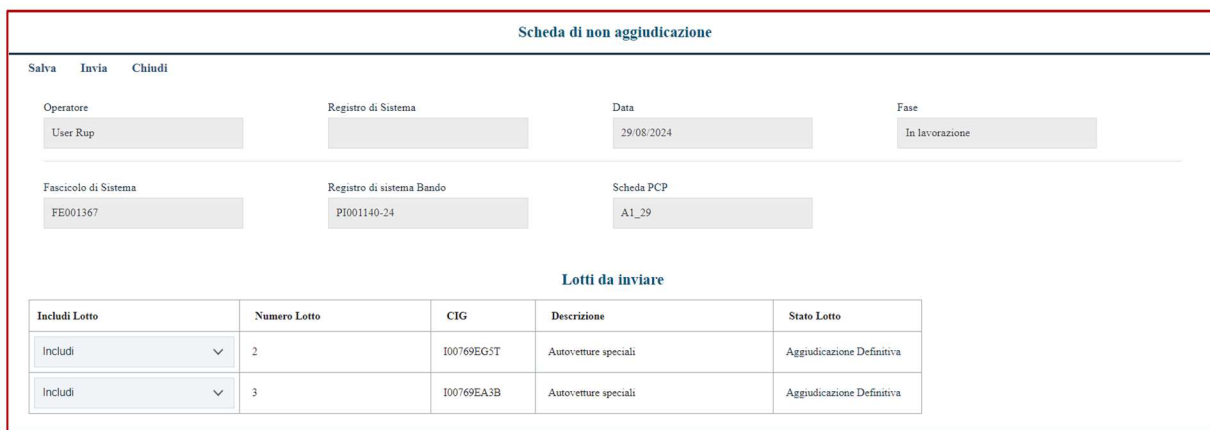 Scheda di non aggiudicazione
Salva Invia Chiudi
Operatore Registro di Sistema Data Fase
User Rup 29/08/2024 In lavorazione
Fascicolo di Sistema Registro di sistema Bando Scheda PCP
FE001367 PI001140-24 A1_29
Lotti da inviare
Includi Lotto Numero Lotto CIG Descrizione Stato Lotto
Includi 2 I00769EG5T Autovetture speciali Aggiudicazione Definitiva
Includi 3 I00769EA3B Autovetture speciali Aggiudicazione Definitiva